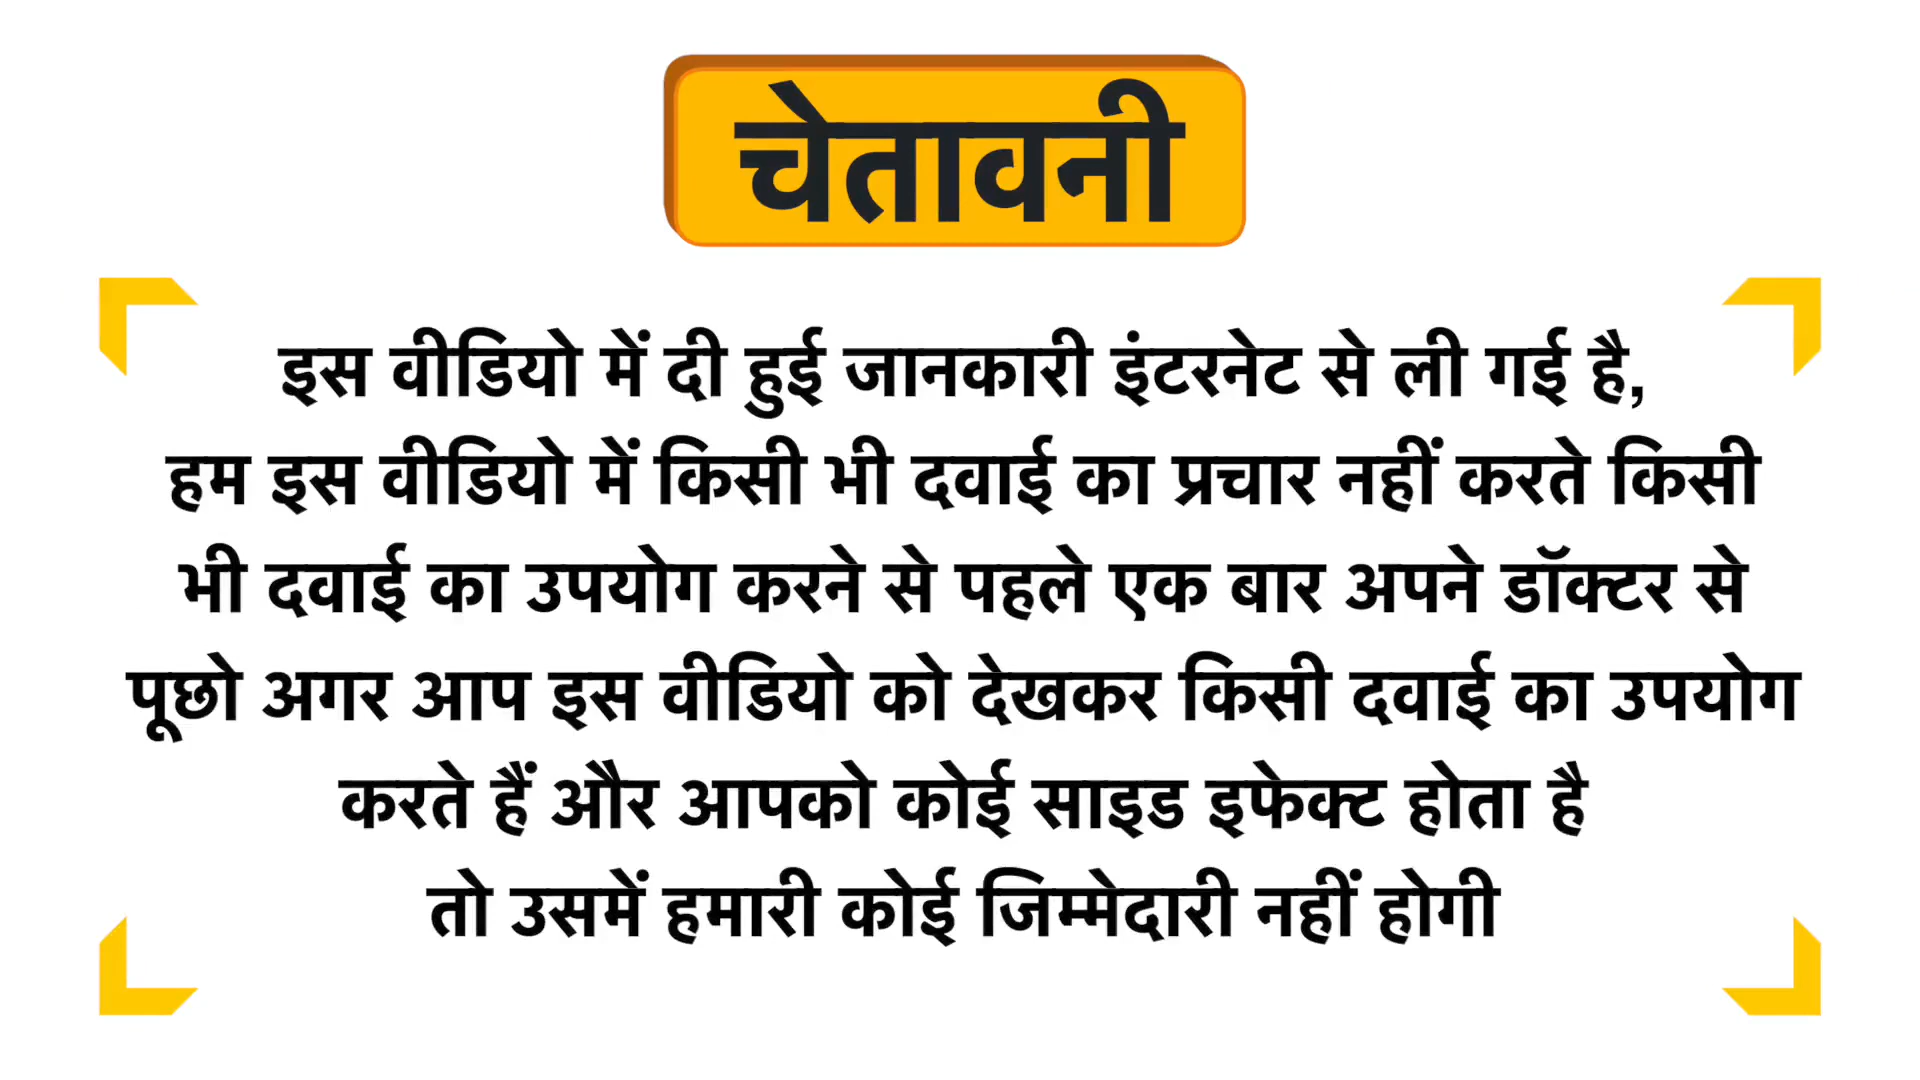 चेतावनी
इस वीडियो में दी हुई जानकारी इंटरनेट से ली गई है,
हम इस वीडियो में किसी भी दवाई का प्रचार नहीं करते किसी
भी दवाई का उपयोग करने से पहले एक बार अपने डॉक्टर से
पूछो अगर आप इस वीडियो को देखकर किसी दवाई का उपयोग
करते हैं और आपको कोई साइड इफेक्ट होता है
तो उसमें हमारी कोई जिम्मेदारी नहीं होगी